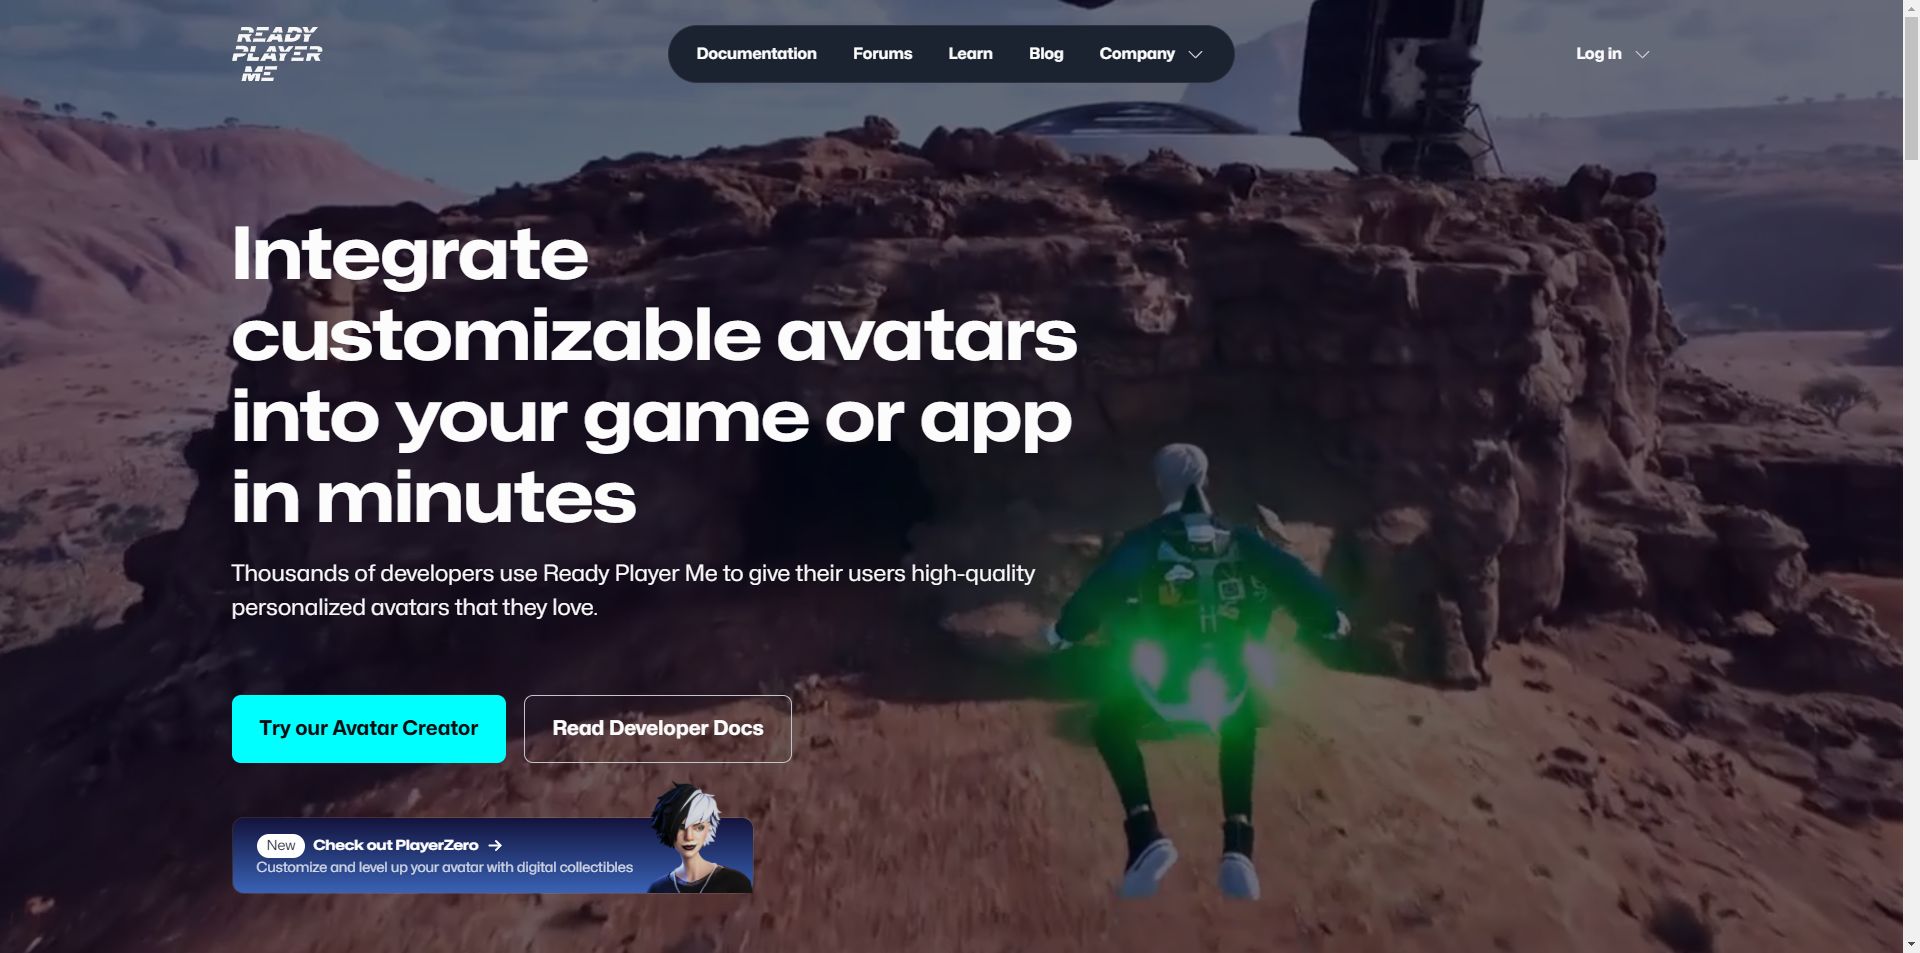 READY
PLAYER
ME
Documentation
Forums
Learn
Blog
Company
Log in
Integrate
customizable avatars
into your game or app
in minutes
Thousands of developers use Ready Player Me to give their users high-quality
personalized avatars that they love.
Try our Avatar Creator
Read Developer Docs
New Check out PlayerZero →
Customize and level up your avatar with digital collectibles